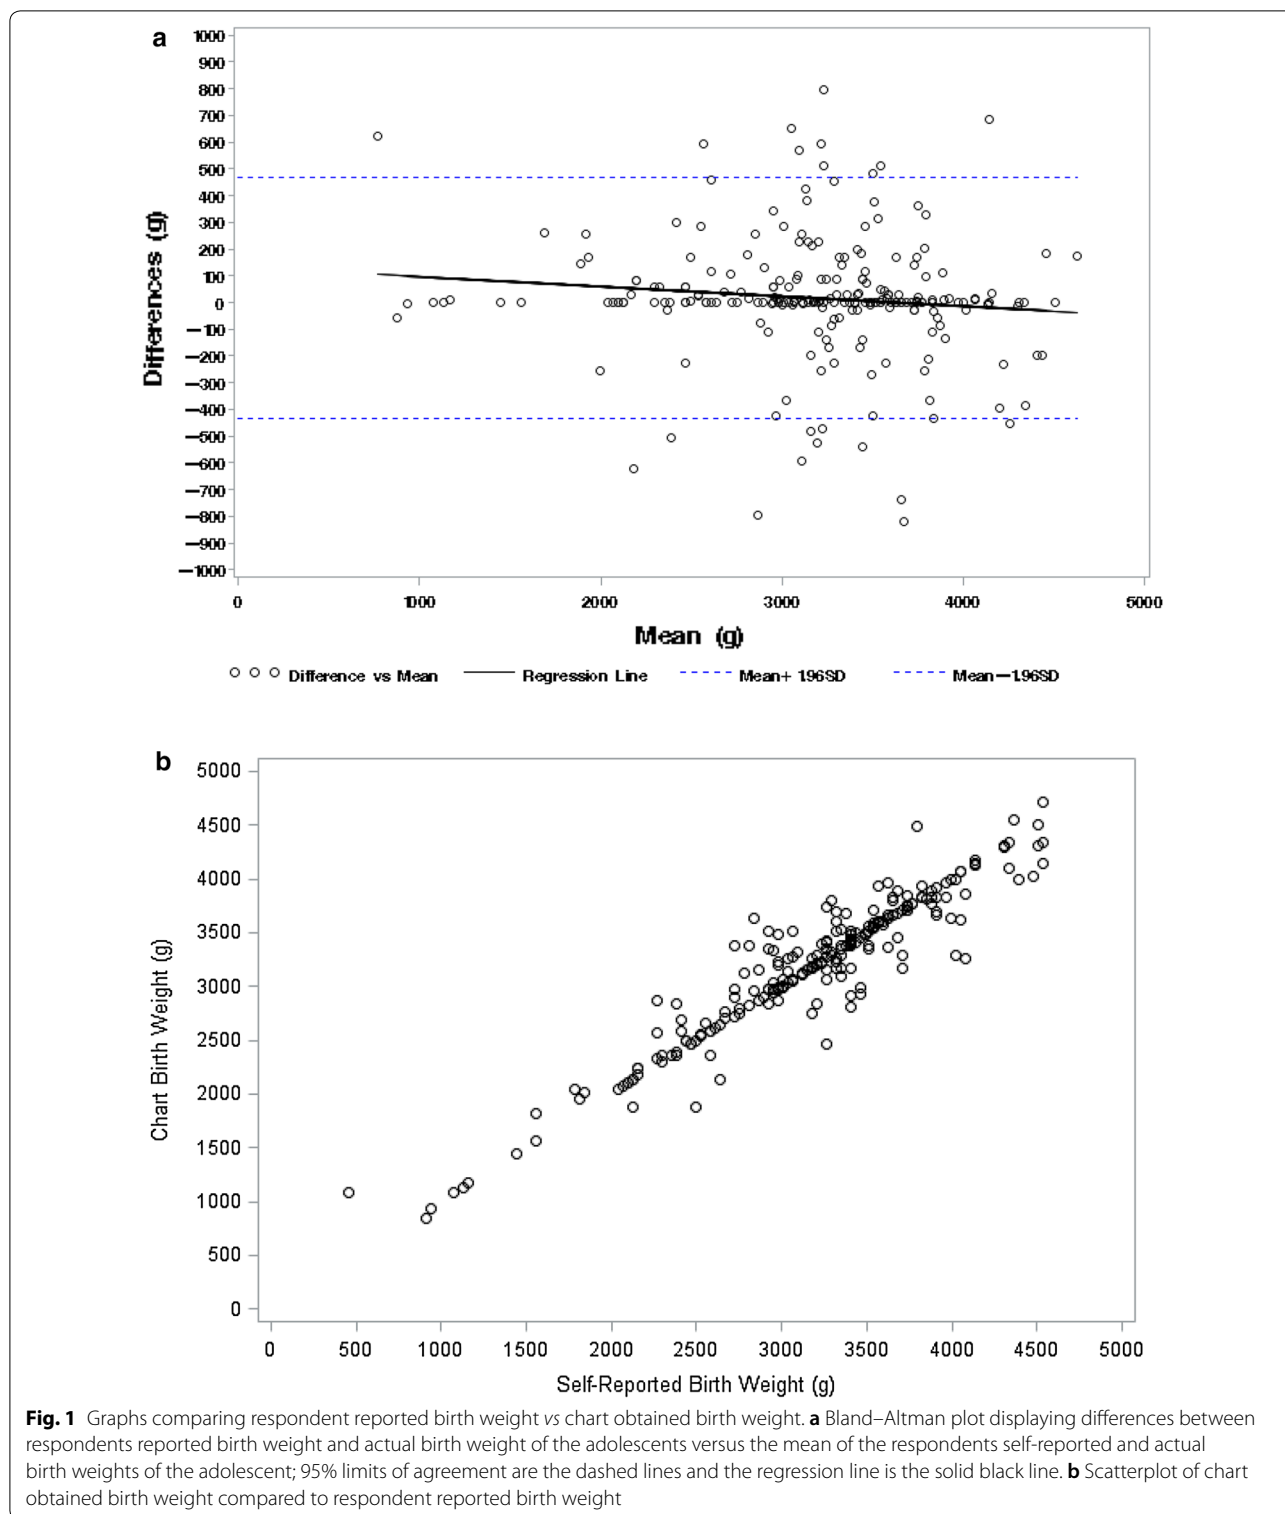 a
1000
900
800
700
600
500
400
300
200
100
0
−100
−200
−300
−400
−500
−600
−700
−800
−900
−1000
Differences (g)
0 1000 2000 3000 4000 5000
Mean (g)
Difference vs Mean Regression Line Mean+ 1.96SD Mean−1.96SD
b
5000
4500
4000
3500
3000
2500
2000
1500
1000
500
0
Chart Birth Weight (g)
0 500 1000 1500 2000 2500 3000 3500 4000 4500 5000
Self-Reported Birth Weight (g)
Fig. 1 Graphs comparing respondent reported birth weight vs chart obtained birth weight. a Bland–Altman plot displaying differences between
respondents reported birth weight and actual birth weight of the adolescents versus the mean of the respondents self-reported and actual
birth weights of the adolescent; 95% limits of agreement are the dashed lines and the regression line is the solid black line. b Scatterplot of chart
obtained birth weight compared to respondent reported birth weight